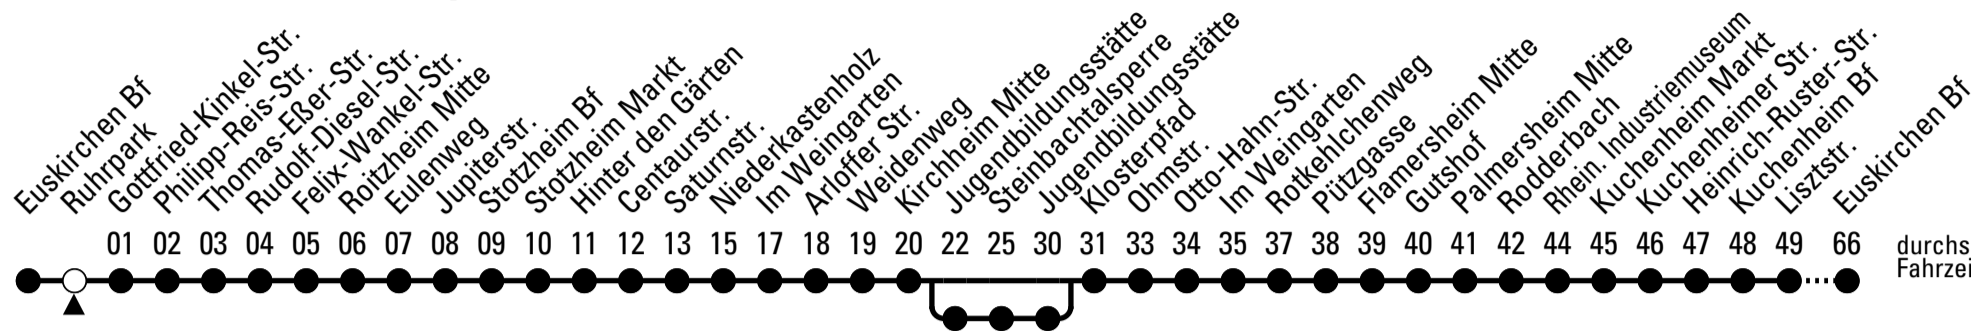 Euskirchen Bf
Ruhrpark
Gottfried-Kinkel-Str.
Philipp-Reis-Str.
Thomas-Eßer-Str.
Rudolf-Diesel-Str.
Felix-Wankel-Str.
Roitzheim Mitte
Eulenweg
Jupiterstr.
Stotzheim Bf
Stotzheim Markt
Hinter den Gärten
Centaurstr.
Saturnstr.
Niederkastenholz
Im Weingarten
Arloffer Str.
Weidenweg
Kirchheim Mitte
Jugendbildungsstätte
Steinbachtalsperre
Jugendbildungsstätte
Klosterpfad
Ohmstr.
Otto-Hahn-Str.
Im Weingarten
Rotkehlchenweg
Pützgasse
Flamersheim Mitte
Gutshof
Palmersheim Mitte
Rodderbach
Rhein. Industriemuseum
Kuchenheim Markt
Kuchenheimer Str.
Heinrich-Ruster-Str.
Kuchenheim Bf
Lisztstr.
Euskirchen Bf
01 02 03 04 05 06 07 08 09 10 11 12 13 15 17 18 19 20 22 25 30 31 33 34 35 37 38 39 40 41 42 44 45 46 47 48 49 66
durchs
Fahrzei